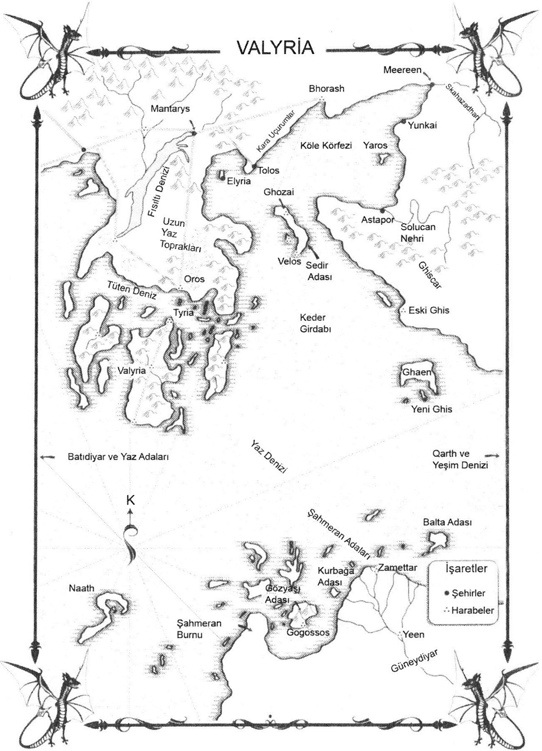 VALYRİA
Meereen
Bhorash
Skahazadhan
Mantarys
Yunkai
Kara Uçurumlar
Köle Körfezi
Yaros
Tolos
Elyria
Fısıltı Denizi
Ghozai
Uzun
Yaz
Toprakları
Astapor
Solucan
Nehri
Velos
Sedir
Adası
Ghiscar
Oros
Tüten Deniz
Tyria
Keder
Girdabı
Eski Ghis
Valyria
Ghaen
Yeni Ghis
Batıdiyar ve Yaz Adaları
Yaz Denizi
Qarth ve
Yeşim Denizi
K
Şahmeran Adaları
Balta Adası
Zamettar
Kurbağa
Adası
Gözyaşı
Adası
Naath
İşaretler
Şehirler
Harabeler
Şahmeran
Burnu
Gogossos
Yeen
Güneydiyar